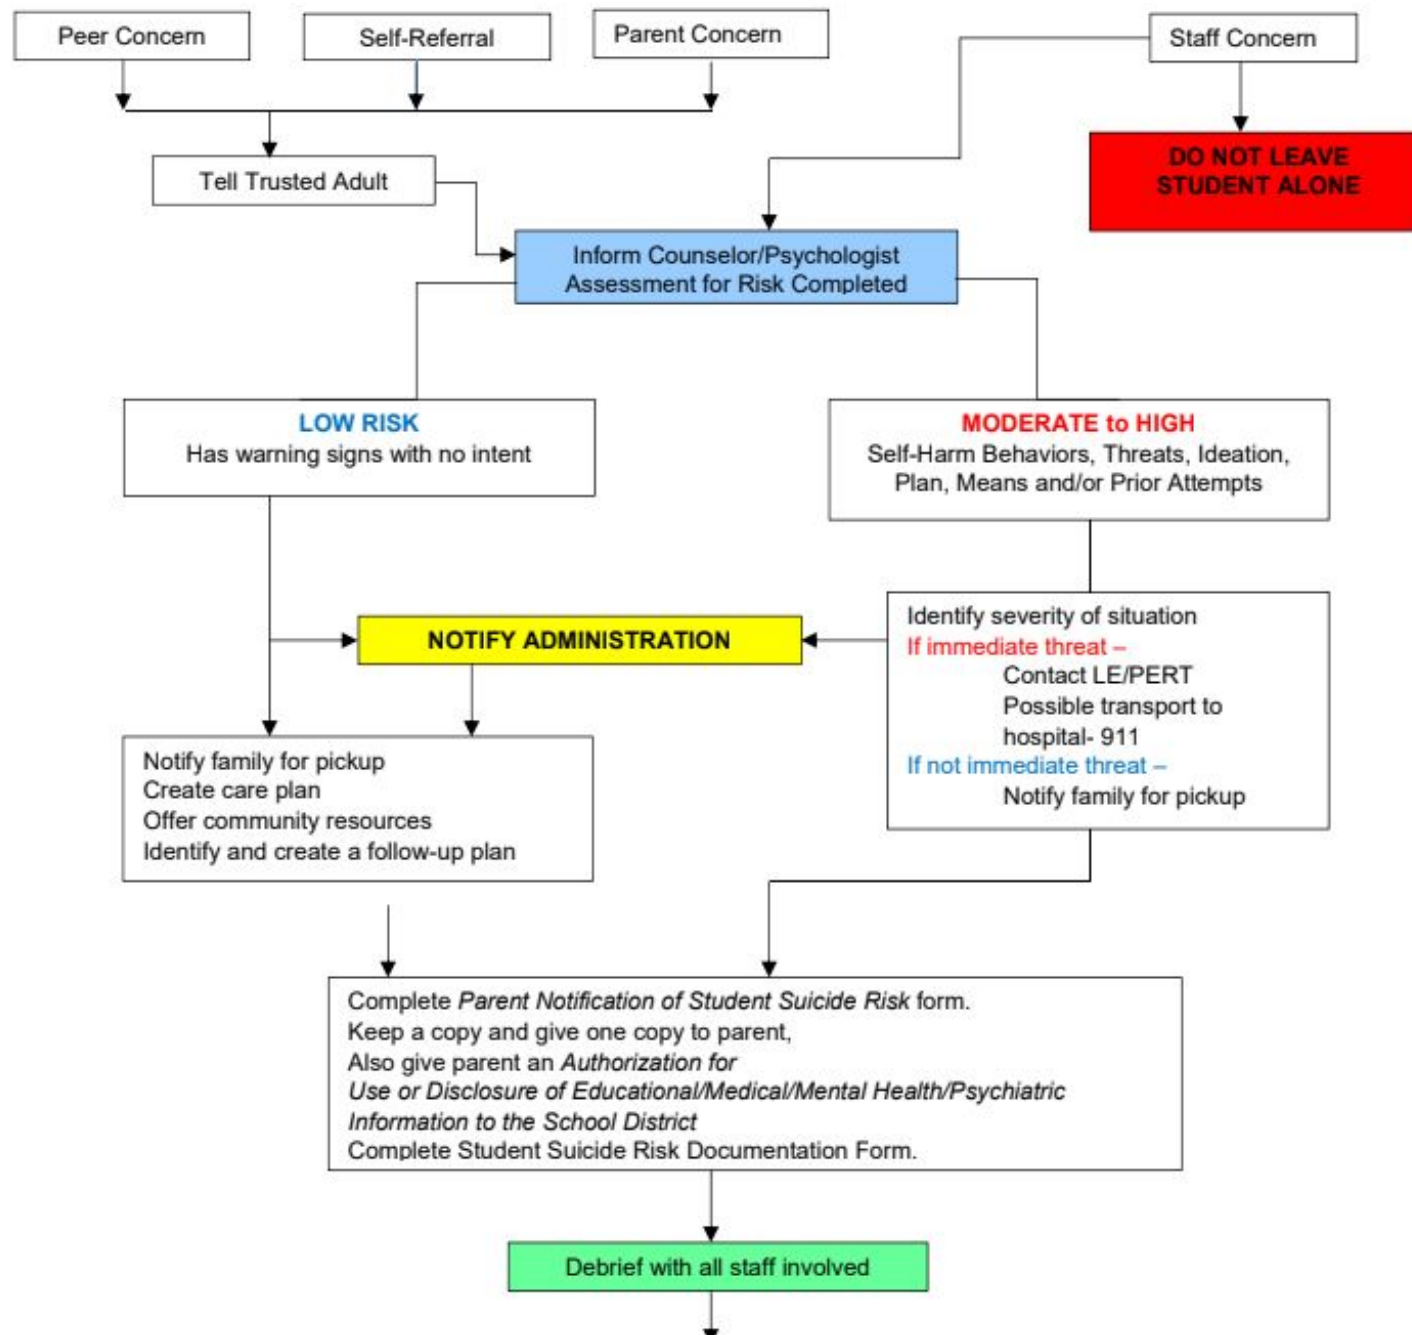 Peer Concern
Self-Referral
Parent Concern
Staff Concern
DO NOT LEAVE
STUDENT ALONE
Tell Trusted Adult
Inform Counselor/Psychologist
Assessment for Risk Completed
LOW RISK
Has warning signs with no intent
MODERATE to HIGH
Self-Harm Behaviors, Threats, Ideation,
Plan, Means and/or Prior Attempts
NOTIFY ADMINISTRATION
Identify severity of situation
If immediate threat –
Contact LE/PERT
Possible transport to
hospital- 911
If not immediate threat –
Notify family for pickup
Notify family for pickup
Create care plan
Offer community resources
Identify and create a follow-up plan
Complete Parent Notification of Student Suicide Risk form.
Keep a copy and give one copy to parent,
Also give parent an Authorization for
Use or Disclosure of Educational/Medical/Mental Health/Psychiatric
Information to the School District
Complete Student Suicide Risk Documentation Form.
Debrief with all staff involved